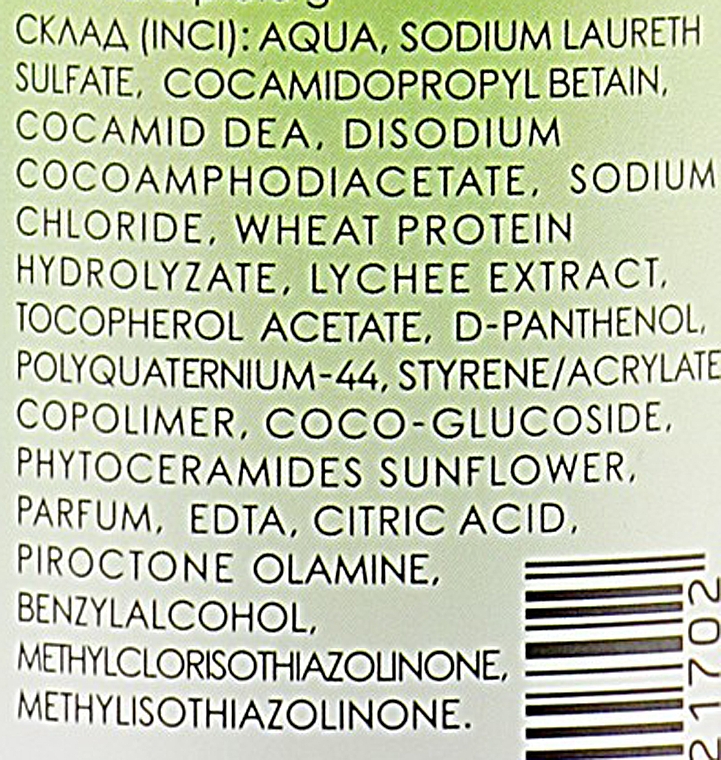 СКЛАД (INCI): AQUA, SODIUM LAURETH
SULFATE, COCAMIDOPROPYL BETAIN,
COCAMID DEA, DISODIUM
COCOAMPHODIACETATE, SODIUM
CHLORIDE, WHEAT PROTEIN
HYDROLYZATE, LYCHEE EXTRACT,
TOCOPHEROL ACETATE, D-PANTHENOL,
POLYQUATERNIUM-44, STYRENE/ACRYLATE
COPOLIMER, COCO-GLUCOSIDE,
PHYTOCERAMIDES SUNFLOWER,
PARFUM, EDTA, CITRIC ACID,
PIROCTONE OLAMINE,
BENZYLALCOHOL,
METHYLCLORISOTHIAZOLINONE,
METHYLISOTHIAZOLINONE.
21702